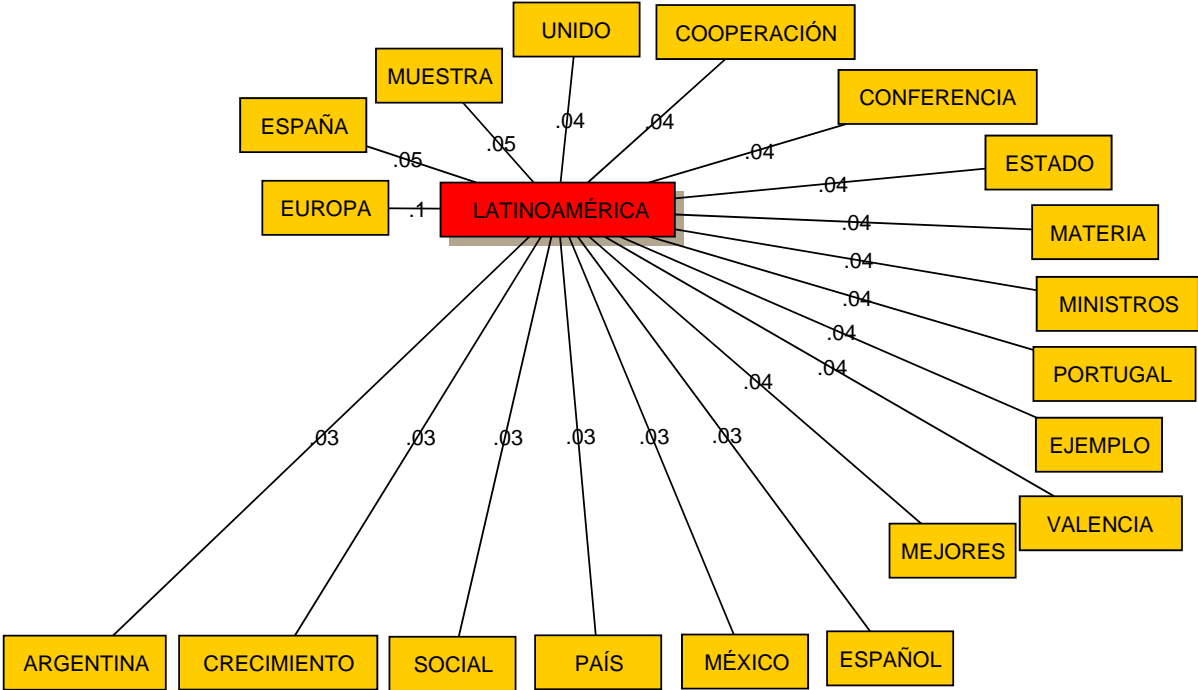 UNIDO
COOPERACIÓN
MUESTRA
CONFERENCIA
ESPAÑA
.05
.05
.04
.04
.04
ESTADO
.04
EUROPA
.1
LATINOAMÉRICA
.04
MATERIA
.04
MINISTROS
.04
PORTUGAL
.04
EJEMPLO
.04
VALENCIA
.04
MEJORES
.03
.03
.03
.03
.03
.03
ARGENTINA
CRECIMIENTO
SOCIAL
PAÍS
MÉXICO
ESPAÑOL